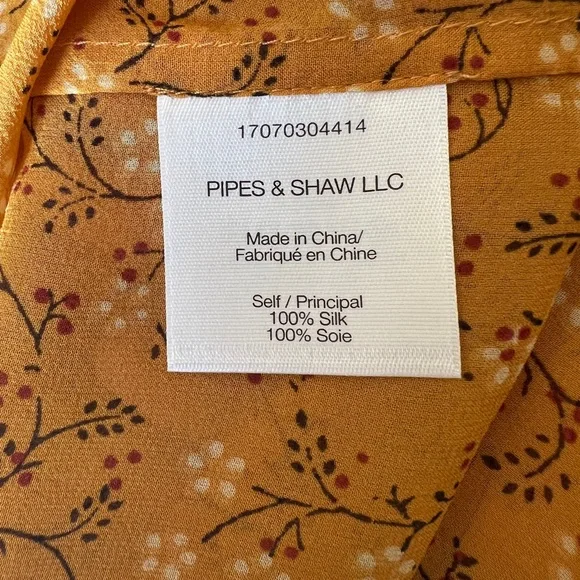 17070304414
PIPES & SHAW LLC
Made in China/
Fabriqué en Chine
Self / Principal
100% Silk
100% Soie